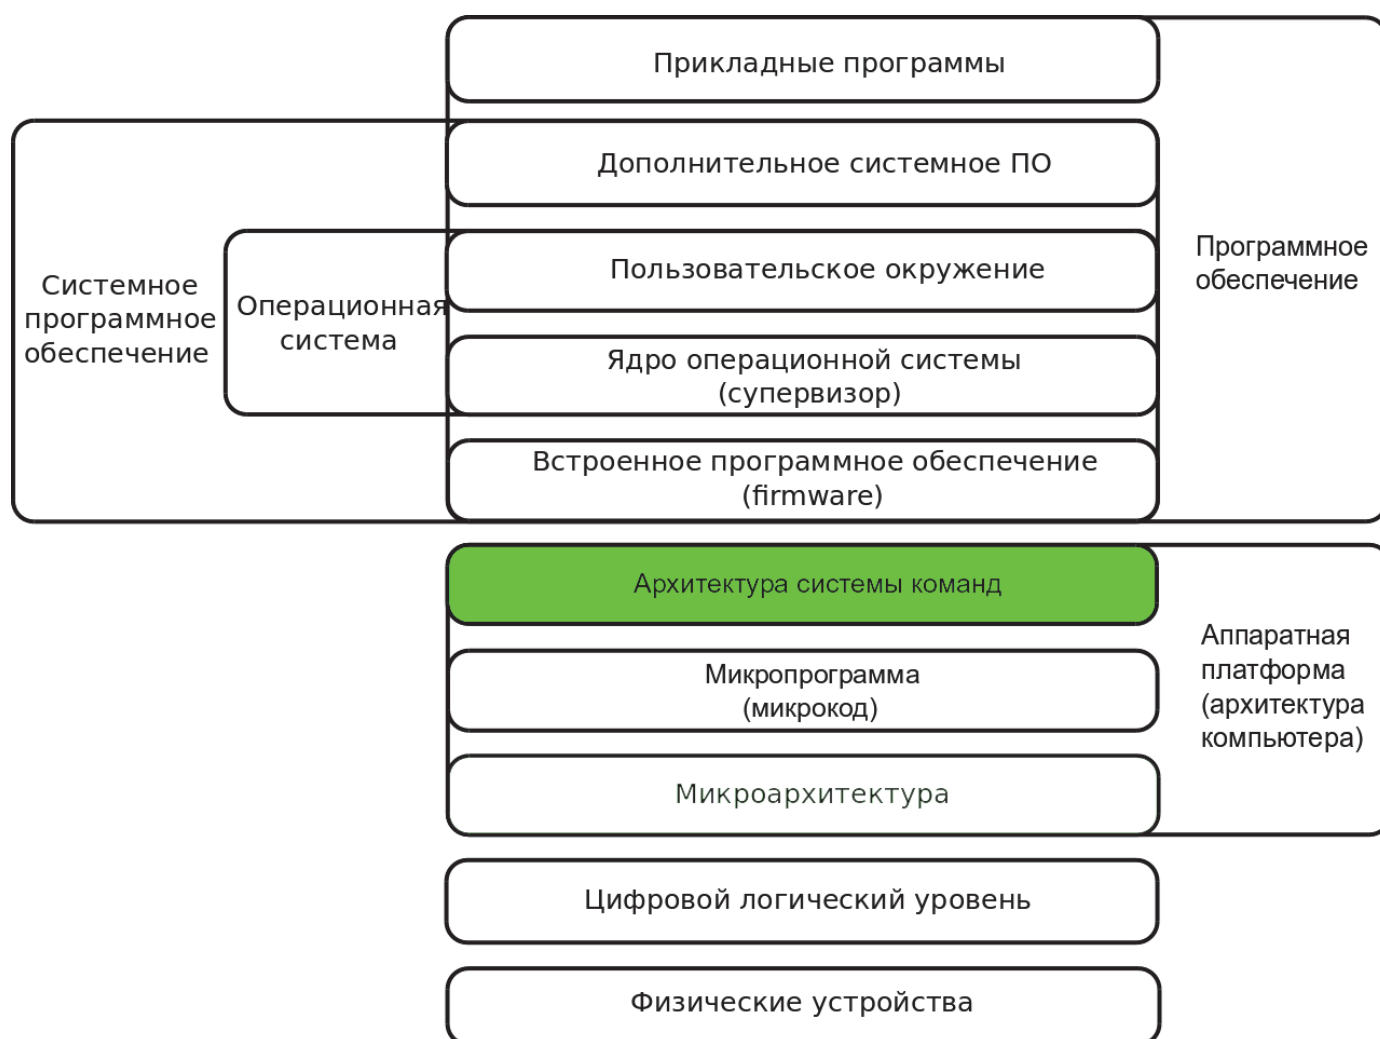 Прикладные программы
Дополнительное системное ПО
Пользовательское окружение
Ядро операционной системы
(супервизор)
Встроенное программное обеспечение
(firmware)
Системное
программное
обеспечение
Операционная
система
Программное
обеспечение
Архитектура системы команд
Микропрограмма
(микрокод)
Микроархитектура
Аппаратная
платформа
(архитектура
компьютера)
Цифровой логический уровень
Физические устройства